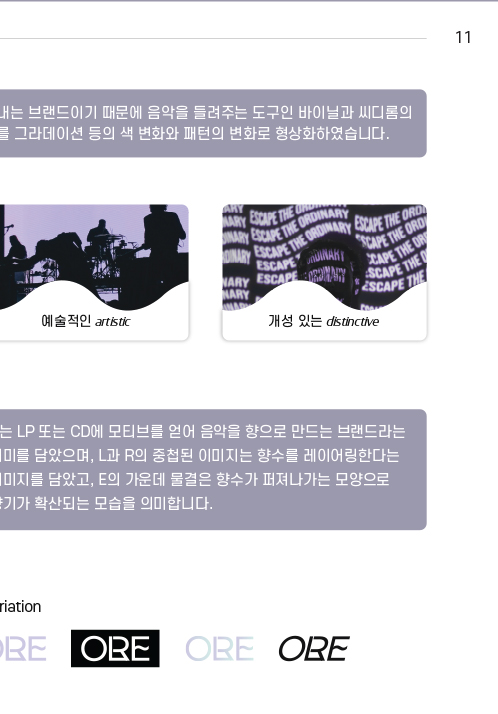 11
내는 브랜드이기 때문에 음악을 들려주는 도구인 바이닐과 씨디롬의
를 그라데이션 등의 색 변화와 패턴의 변화로 형상화하였습니다.
ESCAPE THE ORDINARY
ESCAPE THE ORDINARY
ESCAPE
ORDINARY
예술적인 artistic
개성 있는 distinctive
는 LP 또는 CD에 모티브를 얻어 음악을 향으로 만드는 브랜드라는
미를 담았으며, L과 R의 중첩된 이미지는 향수를 레이어링한다는
미지를 담았고, E의 가운데 물결은 향수가 퍼져나가는 모양으로
향기가 확산되는 모습을 의미합니다.
riation